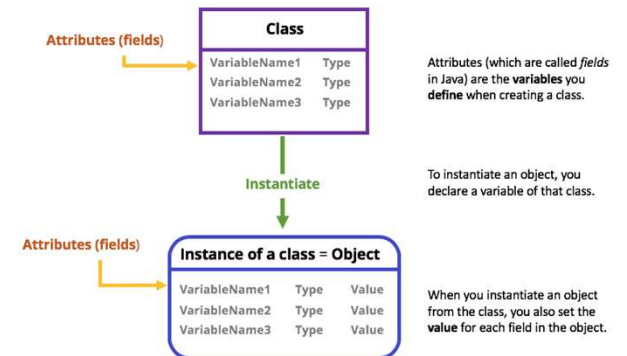 Class
Attributes (fields)
VariableName1 Type
VariableName2 Type
VariableName3 Type
Attributes (which are called fields
in Java) are the variables you
define when creating a class.
Instantiate
To instantiate an object, you
declare a variable of that class.
Attributes (fields)
Instance of a class = Object
VariableName1 Type Value
VariableName2 Type Value
VariableName3 Type Value
When you instantiate an object
from the class, you also set the
value for each field in the object.